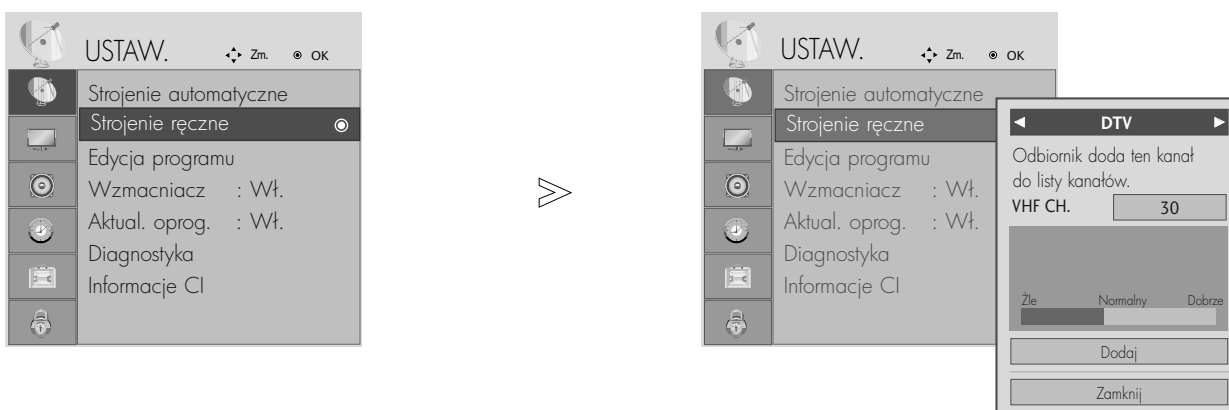 USTAW. Zm. OK
Strojenie automatyczne
Strojenie ręczne
Edycja programu
Wzmacniacz : Wł.
Aktual. oprog. : Wł.
Diagnostyka
Informacje CI
USTAW. Zm. OK
Strojenie automatyczne
Strojenie ręczne
Edycja programu
Wzmacniacz : Wł.
Aktual. oprog. : Wł.
Diagnostyka
Informacje CI
DTV
Odbiornik doda ten kanał
do listy kanałów.
VHF CH. 30
Źle Normalny Dobrze
Dodaj
Zamknij